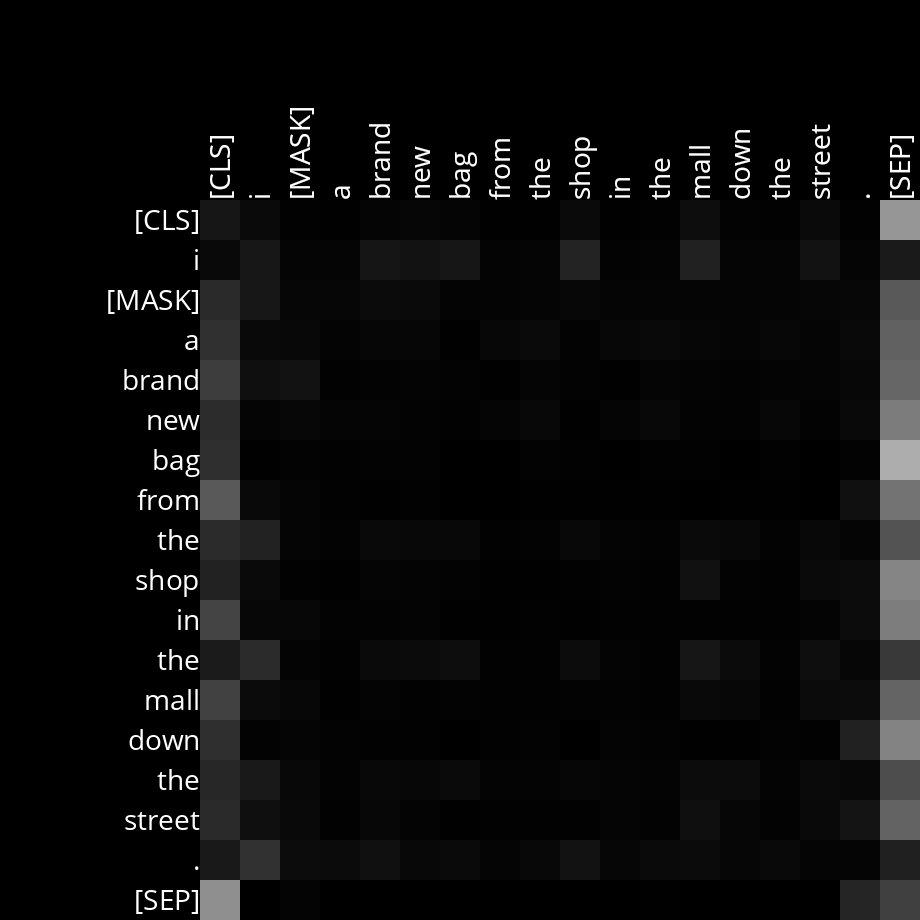 [CLS] i [MASK] a brand new bag from the shop in the mall down the street . [SEP]
[CLS]
i
[MASK]
a
brand
new
bag
from
the
shop
in
the
mall
down
the
street
.
[SEP]